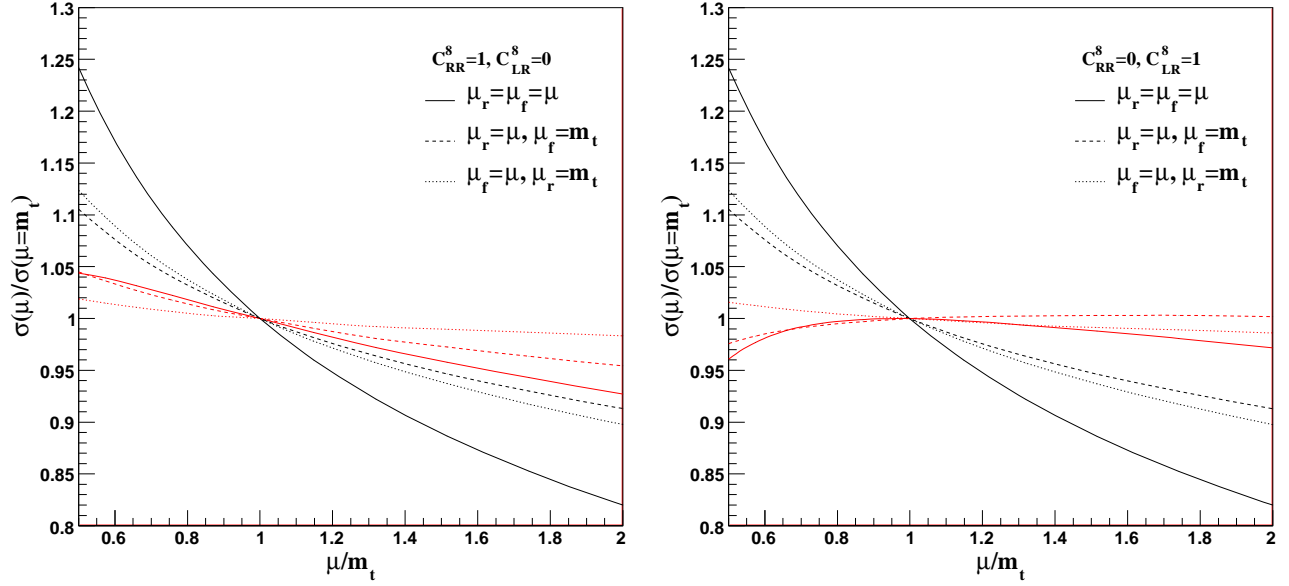 1.3
1.25
1.2
1.15
1.1
1.05
1
0.95
0.9
0.85
0.8
σ(μ)/σ(μ=m_t)
C^8_RR=1, C^8_LR=0
μ_r=μ_f=μ
μ_r=μ, μ_f=m_t
μ_f=μ, μ_r=m_t
0.6 0.8 1 1.2 1.4 1.6 1.8 2
μ/m_t
1.3
1.25
1.2
1.15
1.1
1.05
1
0.95
0.9
0.85
0.8
σ(μ)/σ(μ=m_t)
C^8_RR=0, C^8_LR=1
μ_r=μ_f=μ
μ_r=μ, μ_f=m_t
μ_f=μ, μ_r=m_t
0.6 0.8 1 1.2 1.4 1.6 1.8 2
μ/m_t